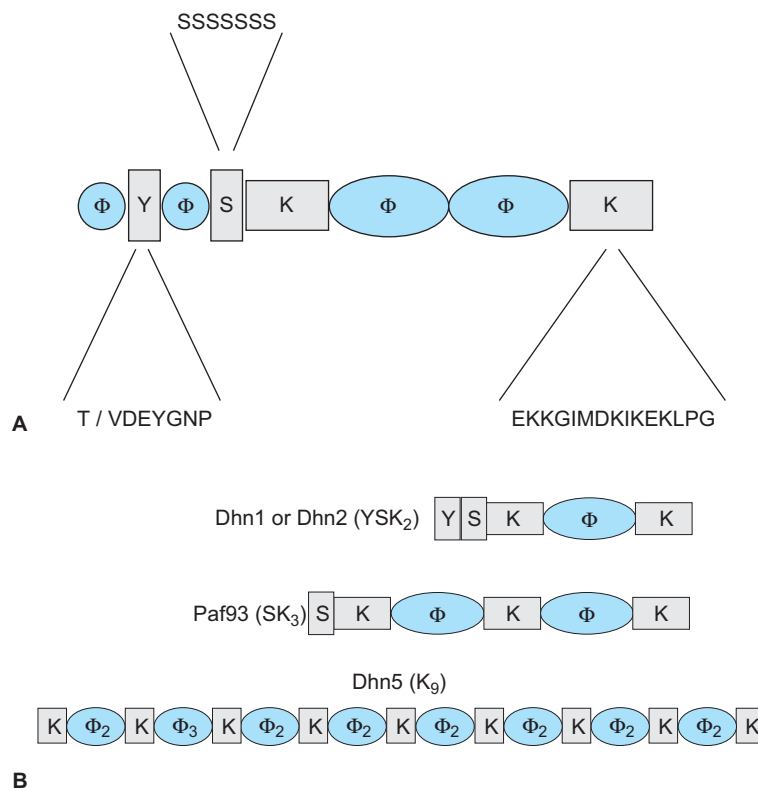 SSSSSSS
Φ Y Φ S K Φ Φ K
T / VDEYGNP EKKGIMDKIKEKLPG
A
Dhn1 or Dhn2 (YSK₂) Y S K Φ K
Paf93 (SK₃) S K Φ K Φ K
Dhn5 (K₉)
K Φ₂ K Φ₃ K Φ₂ K Φ₂ K Φ₂ K Φ₂ K Φ₂ K Φ₂ K
B